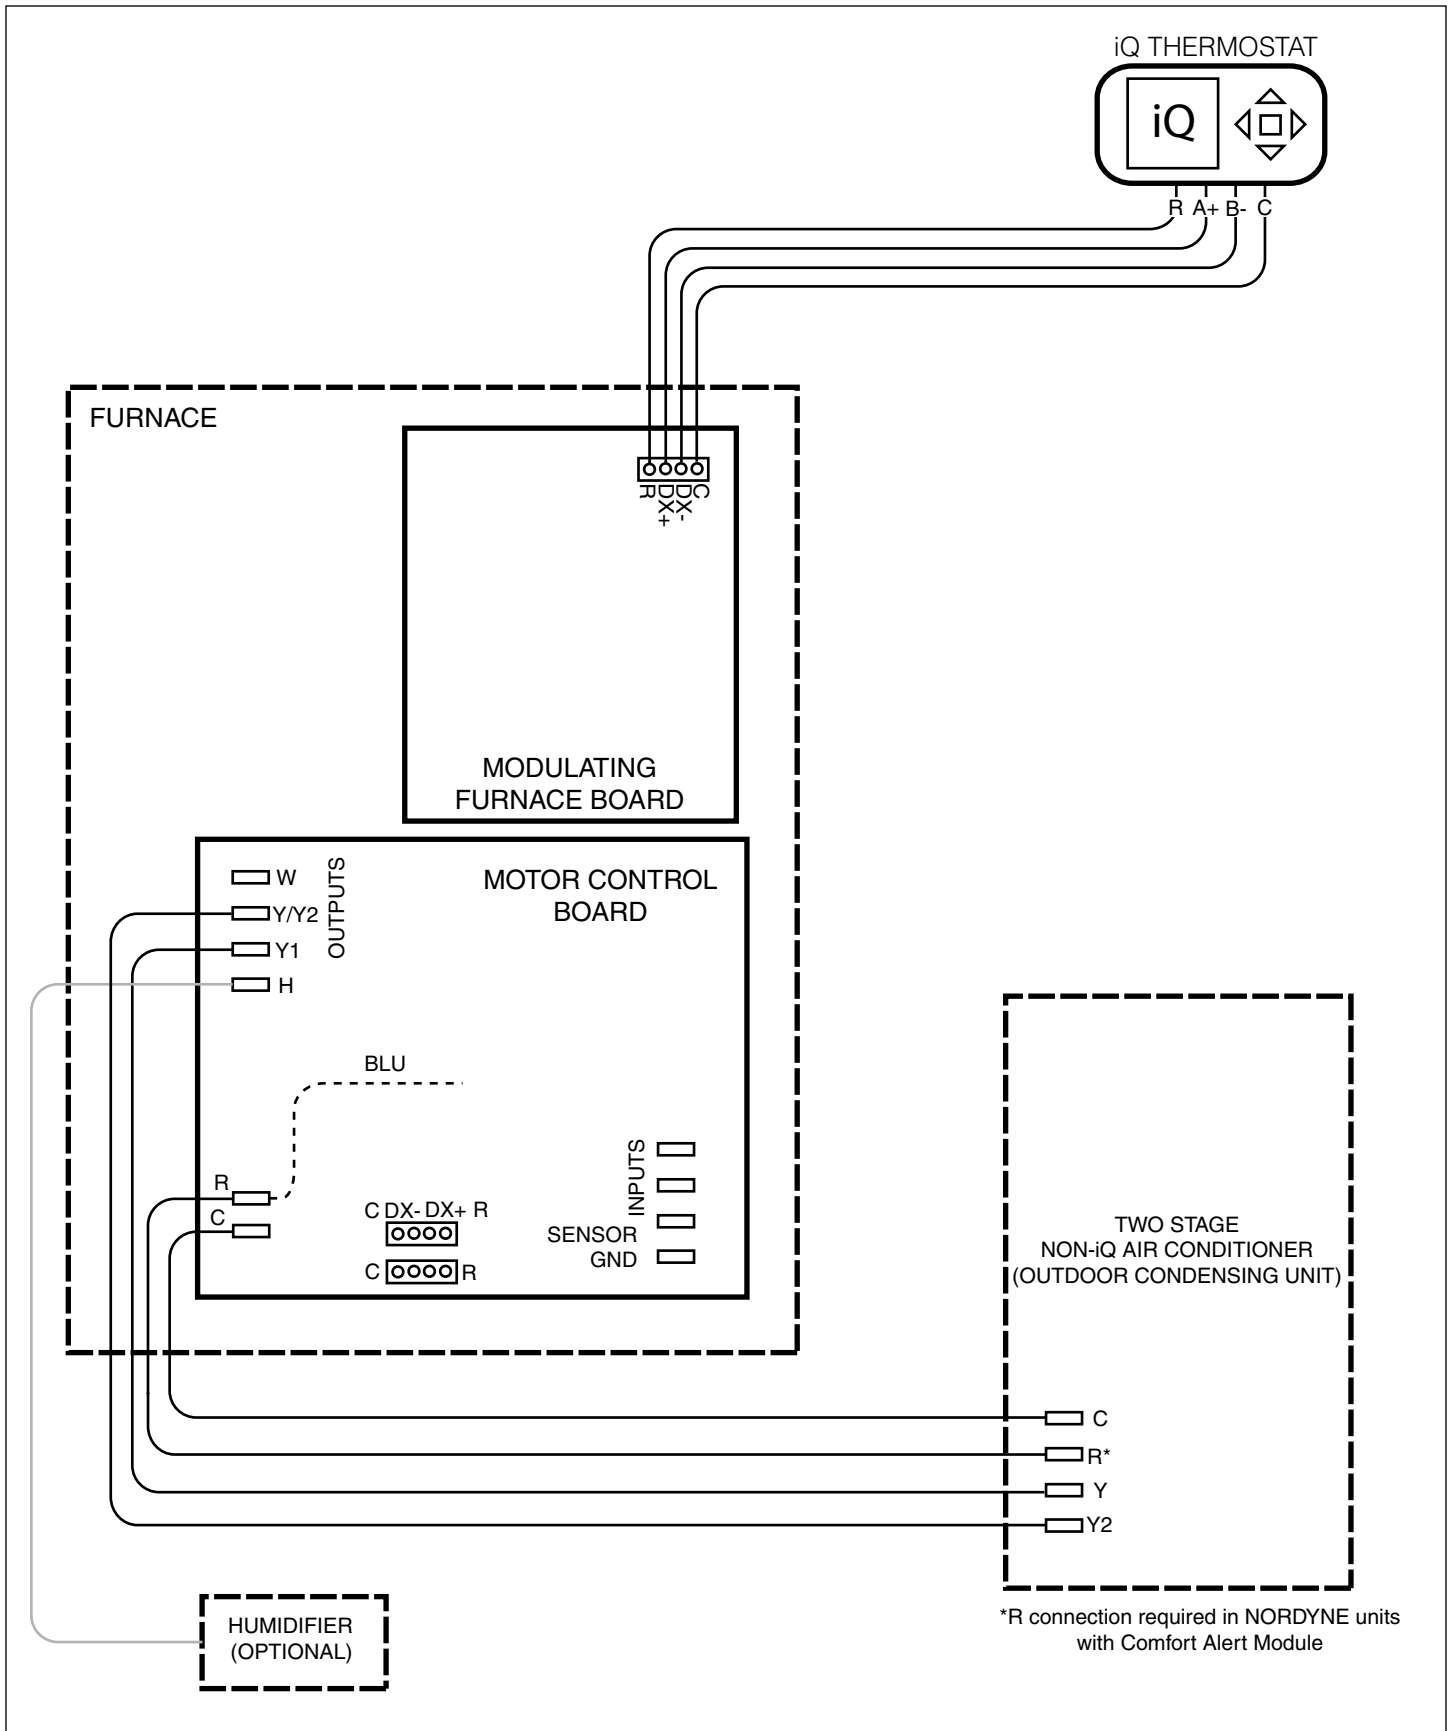 iQ THERMOSTAT
iQ
R A+ B- C
FURNACE
R
DX+
DX-
C
MODULATING
FURNACE BOARD
MOTOR CONTROL
BOARD
OUTPUTS
W
Y/Y2
Y1
H
BLU
R
C
C DX- DX+ R
C R
INPUTS
SENSOR
GND
TWO STAGE
NON-iQ AIR CONDITIONER
(OUTDOOR CONDENSING UNIT)
C
R*
Y
Y2
*R connection required in NORDYNE units
with Comfort Alert Module
HUMIDIFIER
(OPTIONAL)